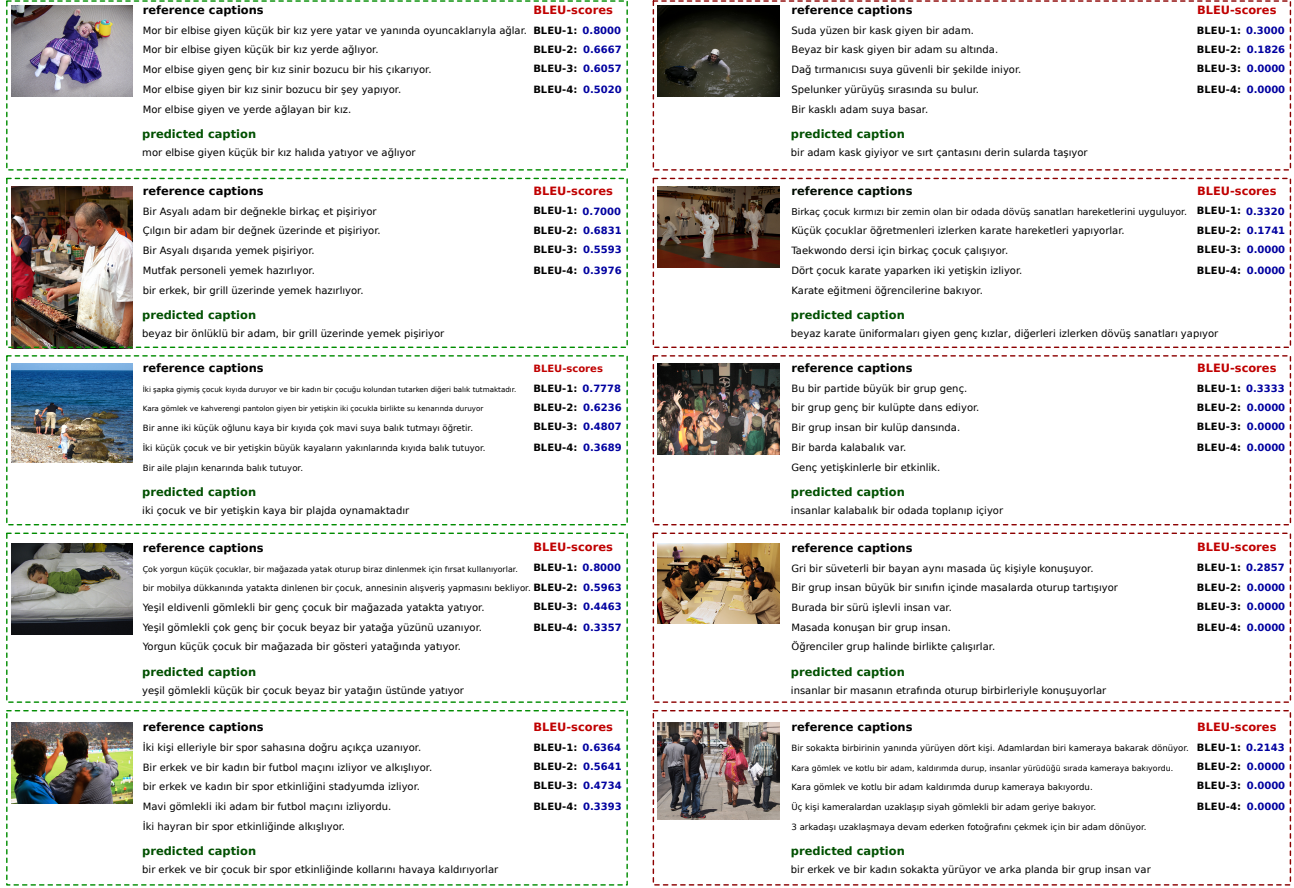 reference captions
BLEU-scores
Mor bir elbise giyen küçük bir kız yere yatar ve yanında oyuncaklarıyla ağlar.
BLEU-1: 0.8000
Mor bir elbise giyen küçük bir kız yerde ağlıyor.
BLEU-2: 0.6667
Mor elbise giyen genç bir kız sinir bozucu bir his çıkarıyor.
BLEU-3: 0.6057
Mor elbise giyen bir kız sinir bozucu bir şey yapıyor.
BLEU-4: 0.5020
Mor elbise giyen ve yerde ağlayan bir kız.
predicted caption
mor elbise giyen küçük bir kız halıda yatıyor ve ağlıyor
reference captions
BLEU-scores
Bir Asyalı adam bir değnekle birkaç et pişiriyor
BLEU-1: 0.7000
Çılgın bir adam bir değnek üzerinde et pişiriyor.
BLEU-2: 0.6831
Bir Asyalı dışarıda yemek pişiriyor.
BLEU-3: 0.5593
Mutfak personeli yemek hazırlıyor.
BLEU-4: 0.3976
bir erkek, bir grill üzerinde yemek hazırlıyor.
predicted caption
beyaz bir önlüklü bir adam, bir grill üzerinde yemek pişiriyor
reference captions
BLEU-scores
İki şapka giymiş çocuk kıyıda duruyor ve bir kadın bir çocuğu kolundan tutarken diğeri balık tutmaktadır.
BLEU-1: 0.7778
Kara gömlek ve kahverengi pantolon giyen bir yetişkin iki çocukla birlikte su kenarında duruyor
BLEU-2: 0.6236
Bir anne iki küçük oğlunu kaya bir kıyıda çok mavi suya balık tutmayı öğretir.
BLEU-3: 0.4807
İki küçük çocuk ve bir yetişkin büyük kayaların yakınlarında kıyıda balık tutuyor.
BLEU-4: 0.3689
Bir aile plajın kenarında balık tutuyor.
predicted caption
iki çocuk ve bir yetişkin kaya bir plajda oynamaktadır
reference captions
BLEU-scores
Çok yorgun küçük çocuklar, bir mağazada yatak oturup biraz dinlenmek için fırsat kullanıyorlar.
BLEU-1: 0.8000
bir mobilya dükkanında yatakta dinlenen bir çocuk, annesinin alışveriş yapmasını bekliyor.
BLEU-2: 0.5963
Yeşil eldivenli gömlekli bir genç çocuk bir mağazada yatakta yatıyor.
BLEU-3: 0.4463
Yeşil gömlekli çok genç bir çocuk beyaz bir yatağa yüzünü uzanıyor.
BLEU-4: 0.3357
Yorgun küçük çocuk bir mağazada bir gösteri yatağında yatıyor.
predicted caption
yeşil gömlekli küçük bir çocuk beyaz bir yatağın üstünde yatıyor
reference captions
BLEU-scores
İki kişi elleriyle bir spor sahasına doğru açıkça uzanıyor.
BLEU-1: 0.6364
Bir erkek ve bir kadın bir futbol maçını izliyor ve alkışlıyor.
BLEU-2: 0.5641
bir erkek ve bir kadın bir spor etkinliğini stadyumda izliyor.
BLEU-3: 0.4734
Mavi gömlekli iki adam bir futbol maçını izliyordu.
BLEU-4: 0.3393
İki hayran bir spor etkinliğinde alkışlıyor.
predicted caption
bir erkek ve bir çocuk bir spor etkinliğinde kollarını havaya kaldırıyorlar
reference captions
BLEU-scores
Suda yüzen bir kask giyen bir adam.
BLEU-1: 0.3000
Beyaz bir kask giyen bir adam su altında.
BLEU-2: 0.1826
Dağ tırmanıcısı suya güvenli bir şekilde iniyor.
BLEU-3: 0.0000
Spelunker yürüyüş sırasında su bulur.
BLEU-4: 0.0000
Bir kasklı adam suya basar.
predicted caption
bir adam kask giyiyor ve sırt çantasını derin sularda taşıyor
reference captions
BLEU-scores
Birkaç çocuk kırmızı bir zemin olan bir odada dövüş sanatları hareketlerini uyguluyor.
BLEU-1: 0.3320
Küçük çocuklar öğretmenleri izlerken karate hareketleri yapıyorlar.
BLEU-2: 0.1741
Taekwondo dersi için birkaç çocuk çalışıyor.
BLEU-3: 0.0000
Dört çocuk karate yaparken iki yetişkin izliyor.
BLEU-4: 0.0000
Karate eğitmeni öğrencilerine bakıyor.
predicted caption
beyaz karate üniformaları giyen genç kızlar, diğerleri izlerken dövüş sanatları yapıyor
reference captions
BLEU-scores
Bu bir partide büyük bir grup genç.
BLEU-1: 0.3333
bir grup genç bir kulüpte dans ediyor.
BLEU-2: 0.0000
Bir grup insan bir kulüp dansında.
BLEU-3: 0.0000
Bir barda kalabalık var.
BLEU-4: 0.0000
Genç yetişkinlerle bir etkinlik.
predicted caption
insanlar kalabalık bir odada toplanıp içiyor
reference captions
BLEU-scores
Gri bir süveterli bir bayan aynı masada üç kişiyle konuşuyor.
BLEU-1: 0.2857
Bir grup insan büyük bir sınıfın içinde masalarda oturup tartışıyor
BLEU-2: 0.0000
Burada bir sürü işlevli insan var.
BLEU-3: 0.0000
Masada konuşan bir grup insan.
BLEU-4: 0.0000
Öğrenciler grup halinde birlikte çalışırlar.
predicted caption
insanlar bir masanın etrafında oturup birbirleriyle konuşuyorlar
reference captions
BLEU-scores
Bir sokakta birbirinin yanında yürüyen dört kişi. Adamlardan biri kameraya bakarak dönüyor.
BLEU-1: 0.2143
Kara gömlek ve kotlu bir adam, kaldırımda durup, insanlar yürüdüğü sırada kameraya bakıyordu.
BLEU-2: 0.0000
Kara gömlek ve kotlu bir adam kaldırımda durup kameraya bakıyordu.
BLEU-3: 0.0000
Üç kişi kameralardan uzaklaşıp siyah gömlekli bir adam geriye bakıyor.
BLEU-4: 0.0000
3 arkadaşı uzaklaşmaya devam ederken fotoğrafını çekmek için bir adam dönüyor.
predicted caption
bir erkek ve bir kadın sokakta yürüyor ve arka planda bir grup insan var